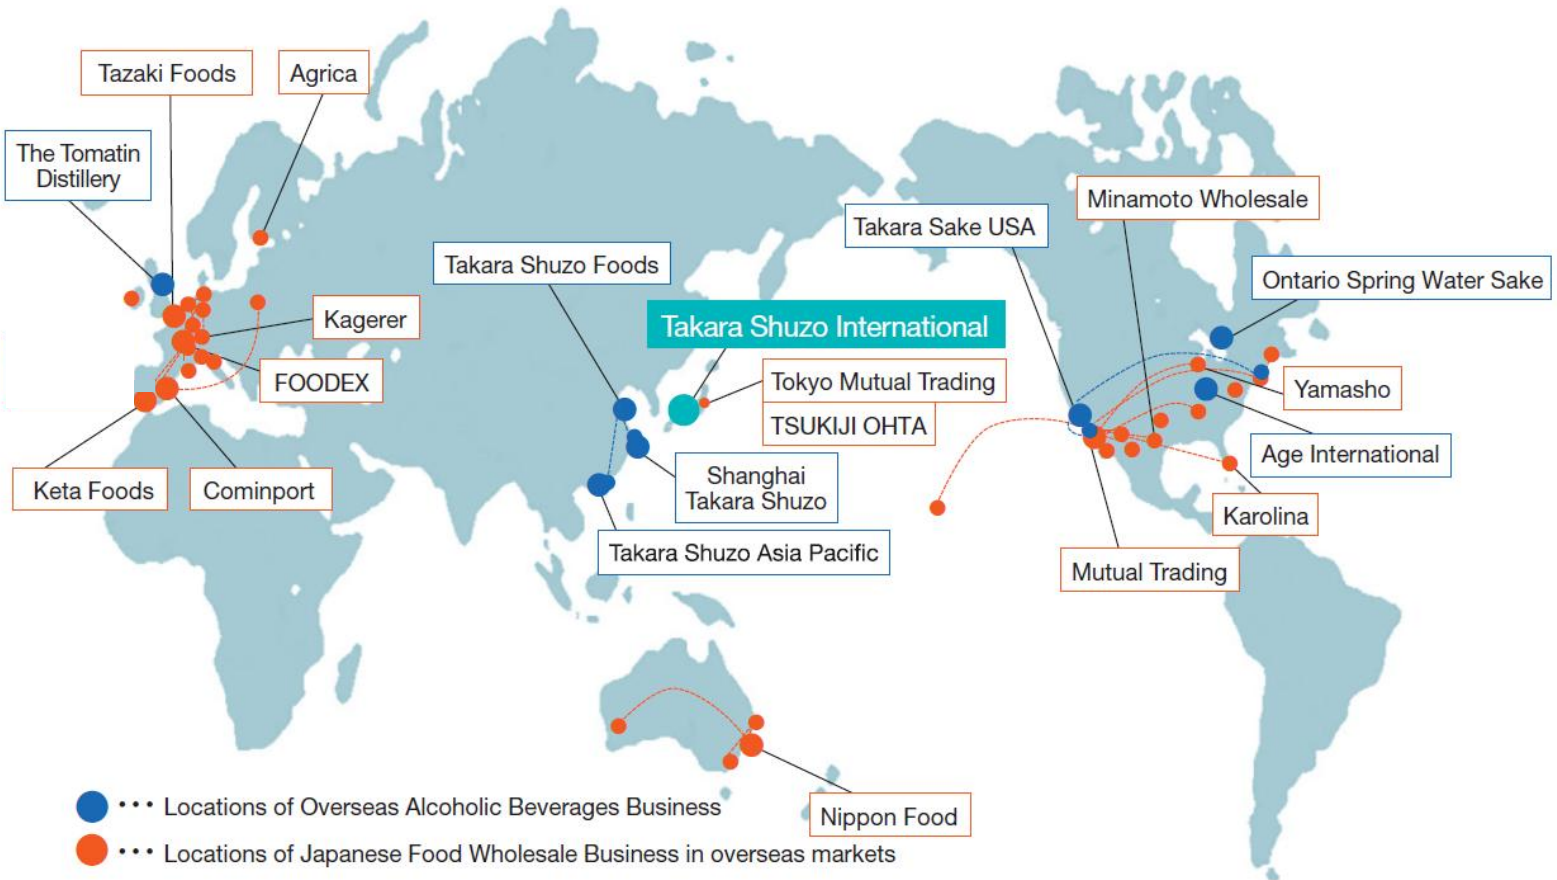 Tazaki Foods
Agrica
The Tomatin
Distillery
Minamoto Wholesale
Takara Sake USA
Takara Shuzo Foods
Ontario Spring Water Sake
Kagerer
Takara Shuzo International
FOODEX
Tokyo Mutual Trading
TSUKIJI OHTA
Yamasho
Age International
Keta Foods
Cominport
Shanghai
Takara Shuzo
Karolina
Takara Shuzo Asia Pacific
Mutual Trading
Nippon Food
••• Locations of Overseas Alcoholic Beverages Business
••• Locations of Japanese Food Wholesale Business in overseas markets